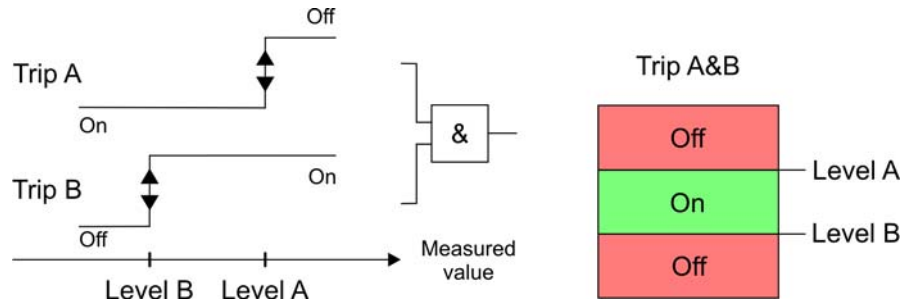 Off
Trip A
On
Trip B
On
Off
Level B
Level A
Measured
value
&
Trip A&B
Off
Level A
On
Level B
Off